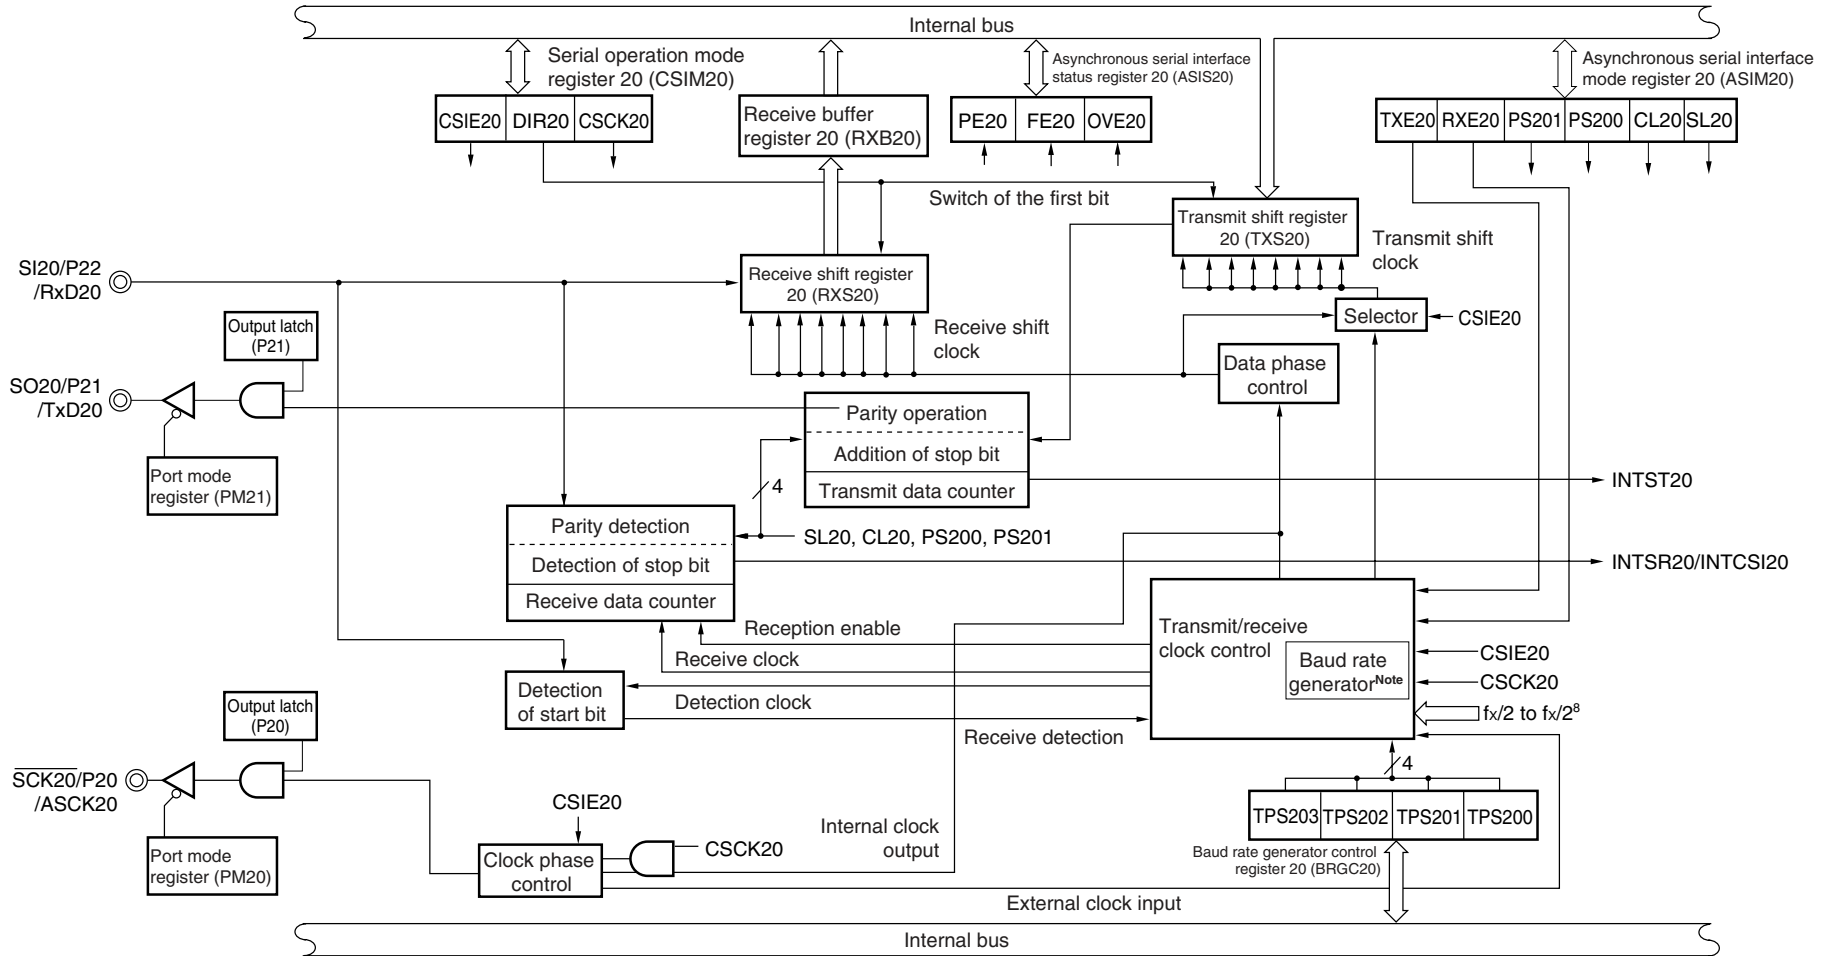 Internal bus
Serial operation mode
register 20 (CSIM20)
Asynchronous serial interface
status register 20 (ASIS20)
Asynchronous serial interface
mode register 20 (ASIM20)
CSIE20 DIR20 CSCK20
Receive buffer
register 20 (RXB20)
PE20 FE20 OVE20
TXE20 RXE20 PS201 PS200 CL20 SL20
Switch of the first bit
Transmit shift register
20 (TXS20)
Transmit shift
clock
SI20/P22
/RxD20
Receive shift register
20 (RXS20)
Selector
CSIE20
Output latch
(P21)
Receive shift
clock
Data phase
control
SO20/P21
/TxD20
Parity operation
Addition of stop bit
Transmit data counter
Port mode
register (PM21)
4
INTST20
Parity detection
Detection of stop bit
Receive data counter
SL20, CL20, PS200, PS201
INTSR20/INTCSI20
Reception enable
Receive clock
Transmit/receive
clock control
Baud rate
generatorNote
CSIE20
CSCK20
fx/2 to fx/2⁸
Detection
of start bit
Detection clock
Receive detection
Output latch
(P20)
S̅C̅K̅2̅0̅/P20
/ASCK20
4
TPS203 TPS202 TPS201 TPS200
CSIE20
Internal clock
output
CSCK20
Port mode
register (PM20)
Clock phase
control
Baud rate generator control
register 20 (BRGC20)
External clock input
Internal bus